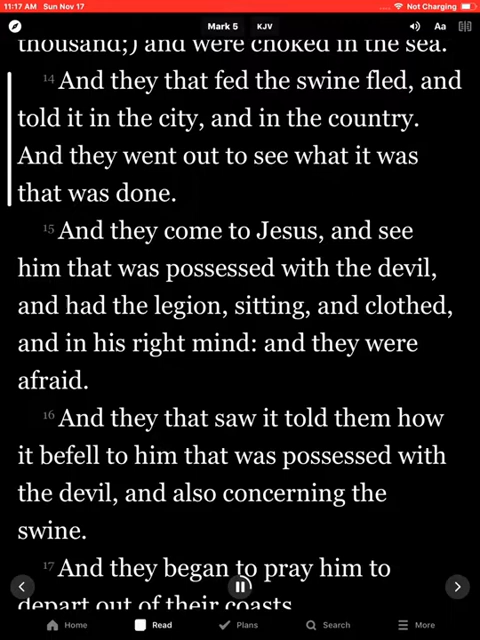 11:17 AM Sun Nov 17
Not Charging
Mark 5 KJV
Aa
thousand;) and were choked in the sea.
14 And they that fed the swine fled, and
told it in the city, and in the country.
And they went out to see what it was
that was done.
15 And they come to Jesus, and see
him that was possessed with the devil,
and had the legion, sitting, and clothed,
and in his right mind: and they were
afraid.
16 And they that saw it told them how
it befell to him that was possessed with
the devil, and also concerning the
swine.
17 And they began to pray him to
depart out of their coasts.
Home Read Plans Search More